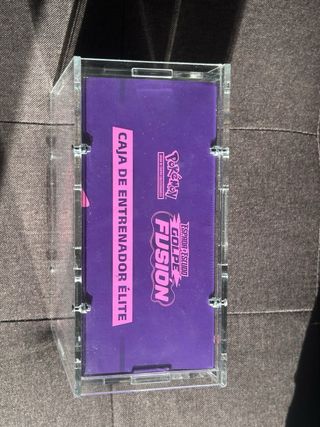 POKÉMON
ESPADA Y ESCUDO
GOLPE
FUSIÓN
CAJA DE ENTRENADOR ÉLITE